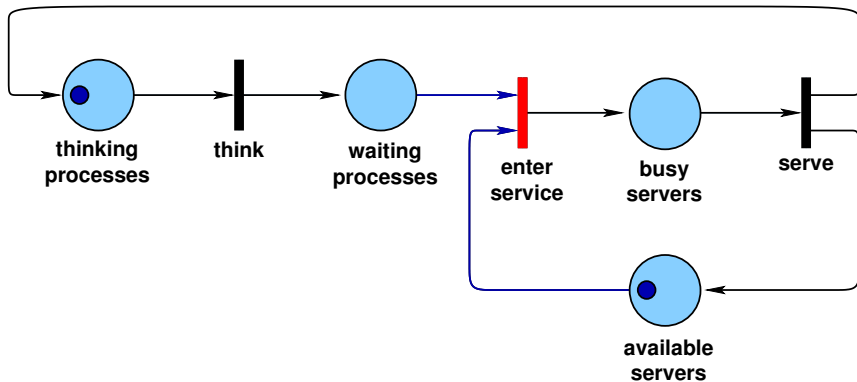 thinking
processes
think
waiting
processes
enter
service
busy
servers
serve
available
servers